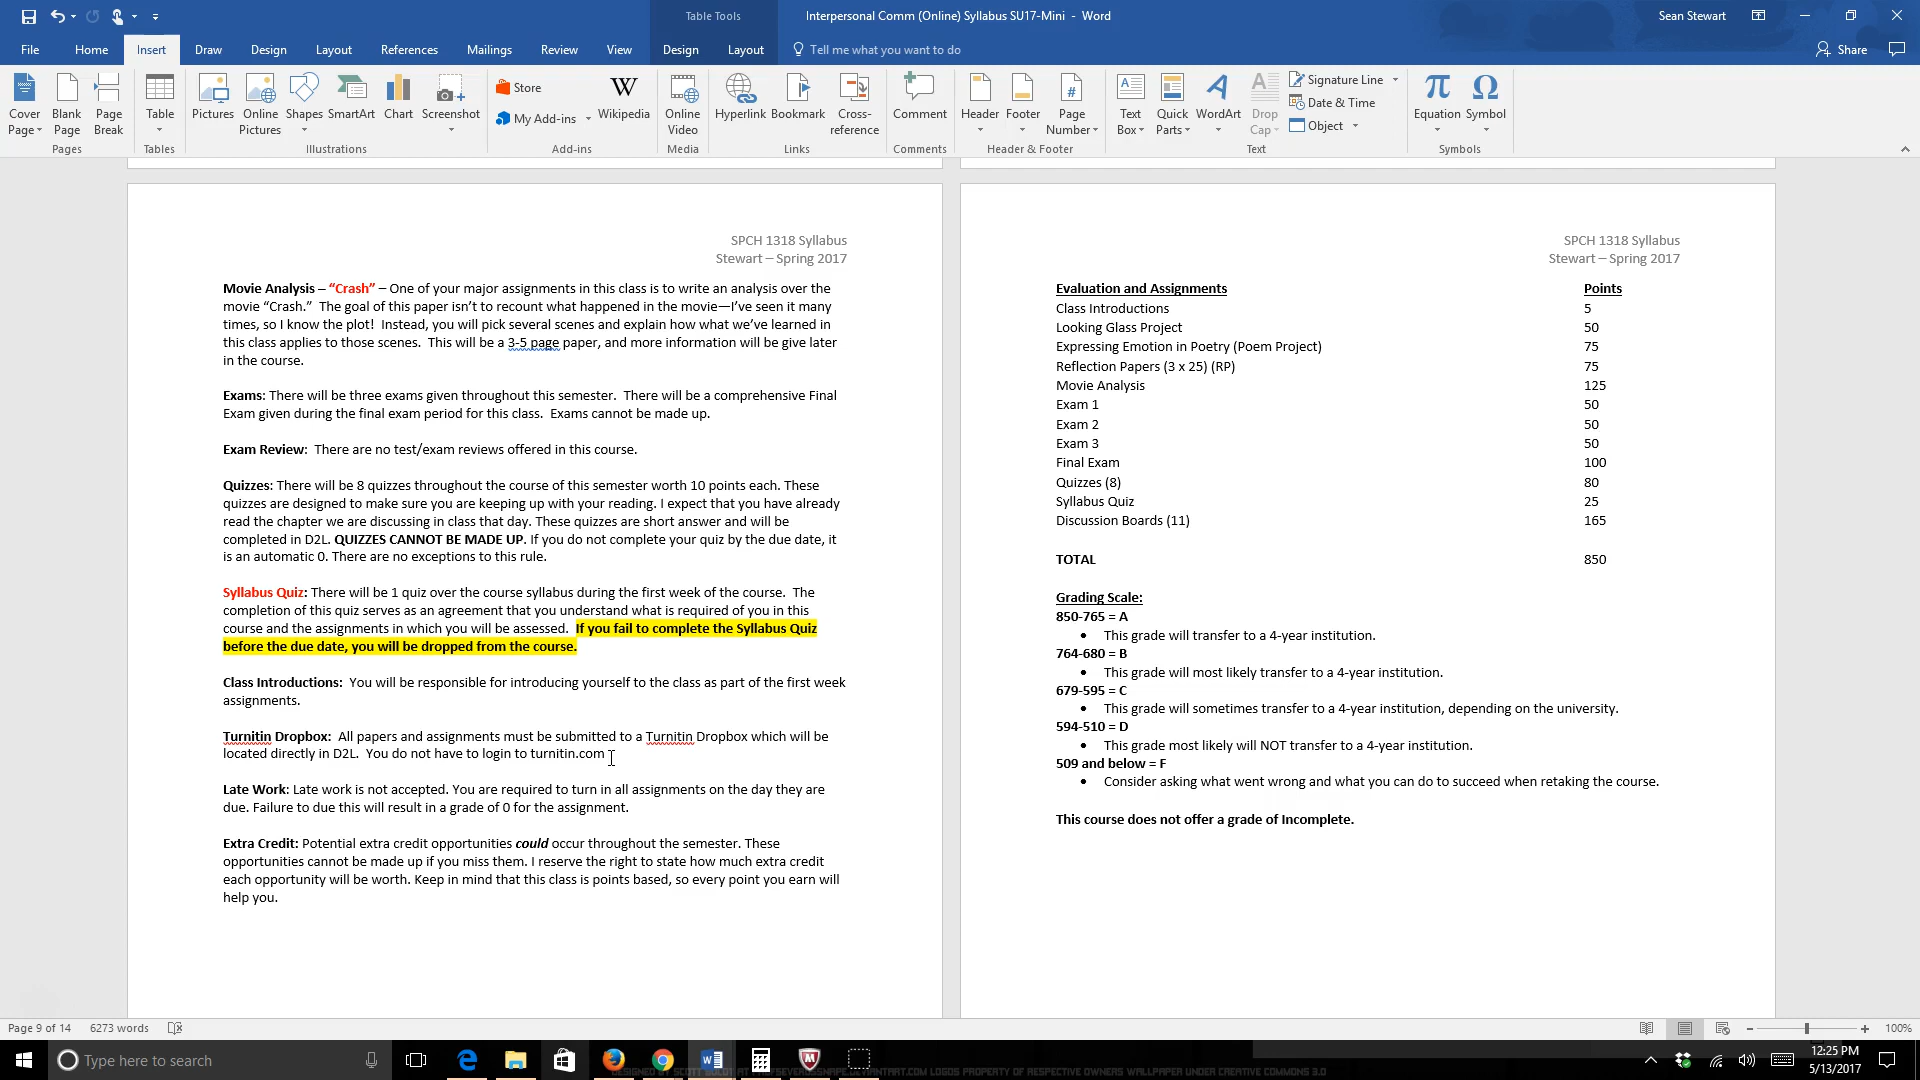 Table Tools
Interpersonal Comm (Online) Syllabus SU17-Mini - Word
Sean Stewart
File Home Insert Draw Design Layout References Mailings Review View Design Layout Tell me what you want to do Share
Cover Page Blank Page Page Break Table Pictures Online Pictures Shapes SmartArt Chart Screenshot Store My Add-ins Wikipedia Online Video Hyperlink Bookmark Cross-reference Comment Header Footer Page Number Text Box Quick Parts WordArt Drop Cap Signature Line Date & Time Object Equation Symbol
Pages Tables Illustrations Add-ins Media Links Comments Header & Footer Text Symbols
SPCH 1318 Syllabus
Stewart – Spring 2017
Movie Analysis – “Crash” – One of your major assignments in this class is to write an analysis over the
movie “Crash.”  The goal of this paper isn’t to recount what happened in the movie—I’ve seen it many
times, so I know the plot!  Instead, you will pick several scenes and explain how what we’ve learned in
this class applies to those scenes.  This will be a 3-5 page paper, and more information will be give later
in the course.
Exams: There will be three exams given throughout this semester.  There will be a comprehensive Final
Exam given during the final exam period for this class.  Exams cannot be made up.
Exam Review:  There are no test/exam reviews offered in this course.
Quizzes: There will be 8 quizzes throughout the course of this semester worth 10 points each. These
quizzes are designed to make sure you are keeping up with your reading. I expect that you have already
read the chapter we are discussing in class that day. These quizzes are short answer and will be
completed in D2L. QUIZZES CANNOT BE MADE UP. If you do not complete your quiz by the due date, it
is an automatic 0. There are no exceptions to this rule.
Syllabus Quiz: There will be 1 quiz over the course syllabus during the first week of the course.  The
completion of this quiz serves as an agreement that you understand what is required of you in this
course and the assignments in which you will be assessed.  If you fail to complete the Syllabus Quiz
before the due date, you will be dropped from the course.
Class Introductions:  You will be responsible for introducing yourself to the class as part of the first week
assignments.
Turnitin Dropbox:  All papers and assignments must be submitted to a Turnitin Dropbox which will be
located directly in D2L.  You do not have to login to turnitin.com
Late Work: Late work is not accepted. You are required to turn in all assignments on the day they are
due. Failure to due this will result in a grade of 0 for the assignment.
Extra Credit: Potential extra credit opportunities could occur throughout the semester. These
opportunities cannot be made up if you miss them. I reserve the right to state how much extra credit
each opportunity will be worth. Keep in mind that this class is points based, so every point you earn will
help you.
SPCH 1318 Syllabus
Stewart – Spring 2017
Evaluation and Assignments Points
Class Introductions 5
Looking Glass Project 50
Expressing Emotion in Poetry (Poem Project) 75
Reflection Papers (3 x 25) (RP) 75
Movie Analysis 125
Exam 1 50
Exam 2 50
Exam 3 50
Final Exam 100
Quizzes (8) 80
Syllabus Quiz 25
Discussion Boards (11) 165
TOTAL 850
Grading Scale:
850-765 = A
• This grade will transfer to a 4-year institution.
764-680 = B
• This grade will most likely transfer to a 4-year institution.
679-595 = C
• This grade will sometimes transfer to a 4-year institution, depending on the university.
594-510 = D
• This grade most likely will NOT transfer to a 4-year institution.
509 and below = F
• Consider asking what went wrong and what you can do to succeed when retaking the course.
This course does not offer a grade of Incomplete.
Page 9 of 14 6273 words 100%
Type here to search
12:25 PM
5/13/2017
LOGOS PROPERTY OF RESPECTIVE OWNERS WALLPAPER UNDER CREATIVE COMMONS 3.0